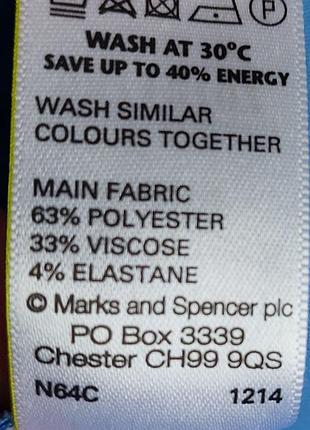 P
WASH AT 30°C
SAVE UP TO 40% ENERGY
WASH SIMILAR
COLOURS TOGETHER
MAIN FABRIC
63% POLYESTER
33% VISCOSE
4% ELASTANE
© Marks and Spencer plc
PO Box 3339
Chester CH99 9QS
N64C 1214